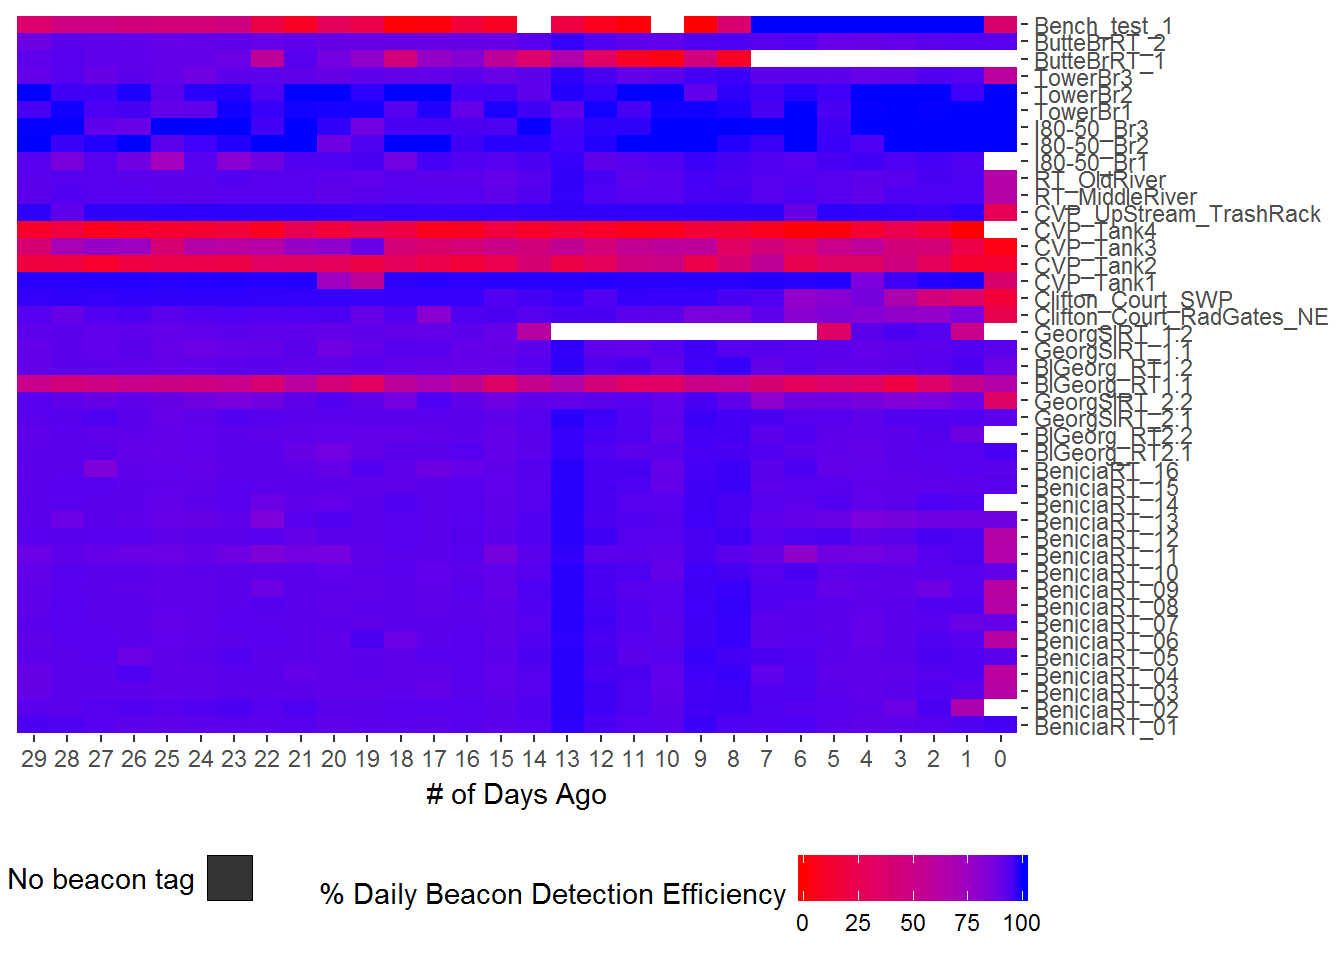 Bench_test_1
ButteBrRT_2
ButteBrRT_1
TowerBr3
TowerBr2
TowerBr1
I80-50_Br3
I80-50_Br2
I80-50_Br1
RT_OldRiver
RT_MiddleRiver
CVP_UpStream_TrashRack
CVP_Tank4
CVP_Tank3
CVP_Tank2
CVP_Tank1
Clifton_Court_SWP
Clifton_Court_RadGates_NE
GeorgSlRT_1.2
GeorgSlRT_1.1
BlGeorg_RT1.2
BlGeorg_RT1.1
GeorgSlRT_2.2
GeorgSlRT_2.1
BlGeorg_RT2.2
BlGeorg_RT2.1
BeniciaRT_16
BeniciaRT_15
BeniciaRT_14
BeniciaRT_13
BeniciaRT_12
BeniciaRT_11
BeniciaRT_10
BeniciaRT_09
BeniciaRT_08
BeniciaRT_07
BeniciaRT_06
BeniciaRT_05
BeniciaRT_04
BeniciaRT_03
BeniciaRT_02
BeniciaRT_01
29 28 27 26 25 24 23 22 21 20 19 18 17 16 15 14 13 12 11 10 9 8 7 6 5 4 3 2 1 0
# of Days Ago
No beacon tag
% Daily Beacon Detection Efficiency
0 25 50 75 100